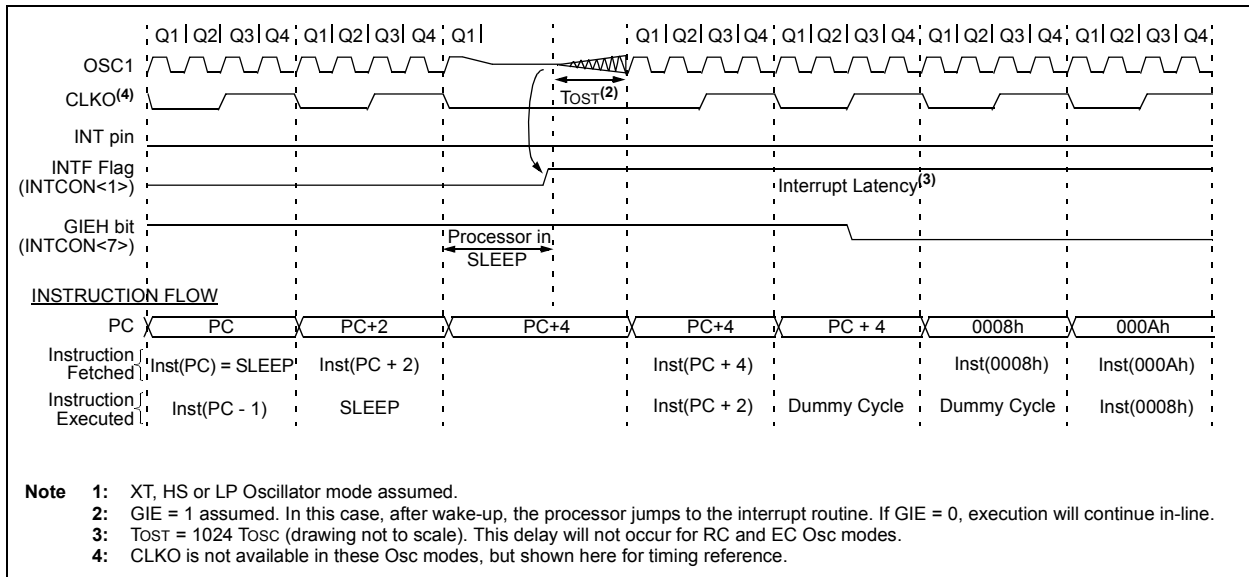 Q1 Q2 Q3 Q4 Q1 Q2 Q3 Q4 Q1 Q1 Q2 Q3 Q4 Q1 Q2 Q3 Q4 Q1 Q2 Q3 Q4 Q1 Q2 Q3 Q4
OSC1
CLKO(4) TOST(2)
INT pin
INTF Flag
(INTCON<1>) Interrupt Latency(3)
GIEH bit
(INTCON<7>) Processor in
SLEEP
INSTRUCTION FLOW
PC PC PC+2 PC+4 PC+4 PC + 4 0008h 000Ah
Instruction
Fetched Inst(PC) = SLEEP Inst(PC + 2) Inst(PC + 4) Inst(0008h) Inst(000Ah)
Instruction
Executed Inst(PC - 1) SLEEP Inst(PC + 2) Dummy Cycle Dummy Cycle Inst(0008h)
Note 1: XT, HS or LP Oscillator mode assumed.
2: GIE = 1 assumed. In this case, after wake-up, the processor jumps to the interrupt routine. If GIE = 0, execution will continue in-line.
3: TOST = 1024 TOSC (drawing not to scale). This delay will not occur for RC and EC Osc modes.
4: CLKO is not available in these Osc modes, but shown here for timing reference.